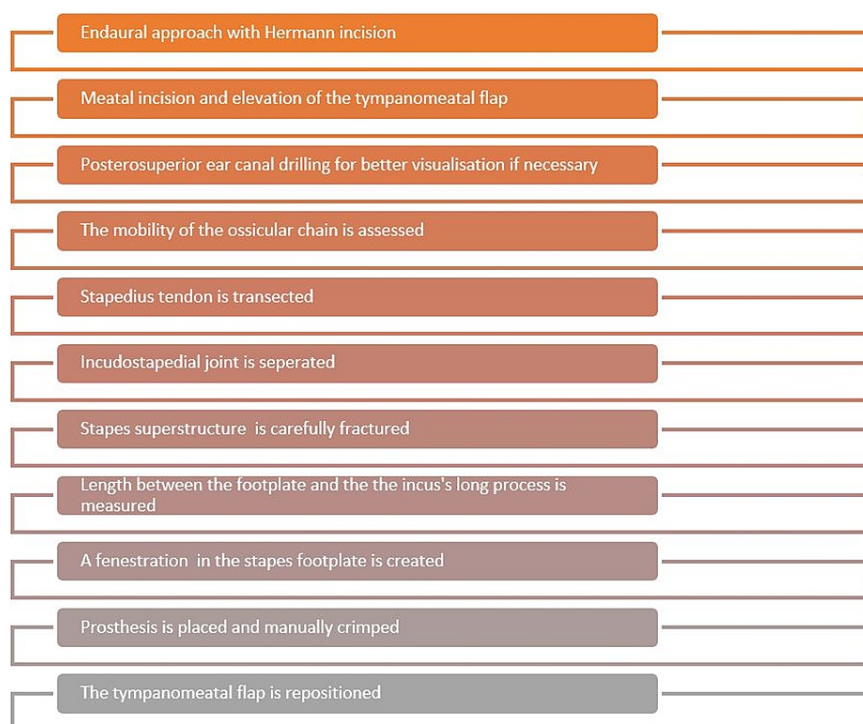 Endaural approach with Hermann incision
Meatal incision and elevation of the tympanomeatal flap
Posterosuperior ear canal drilling for better visualisation if necessary
The mobility of the ossicular chain is assessed
Stapedius tendon is transected
Incudostapedial joint is seperated
Stapes superstructure is carefully fractured
Length between the footplate and the the incus's long process is
measured
A fenestration in the stapes footplate is created
Prosthesis is placed and manually crimped
The tympanomeatal flap is repositioned